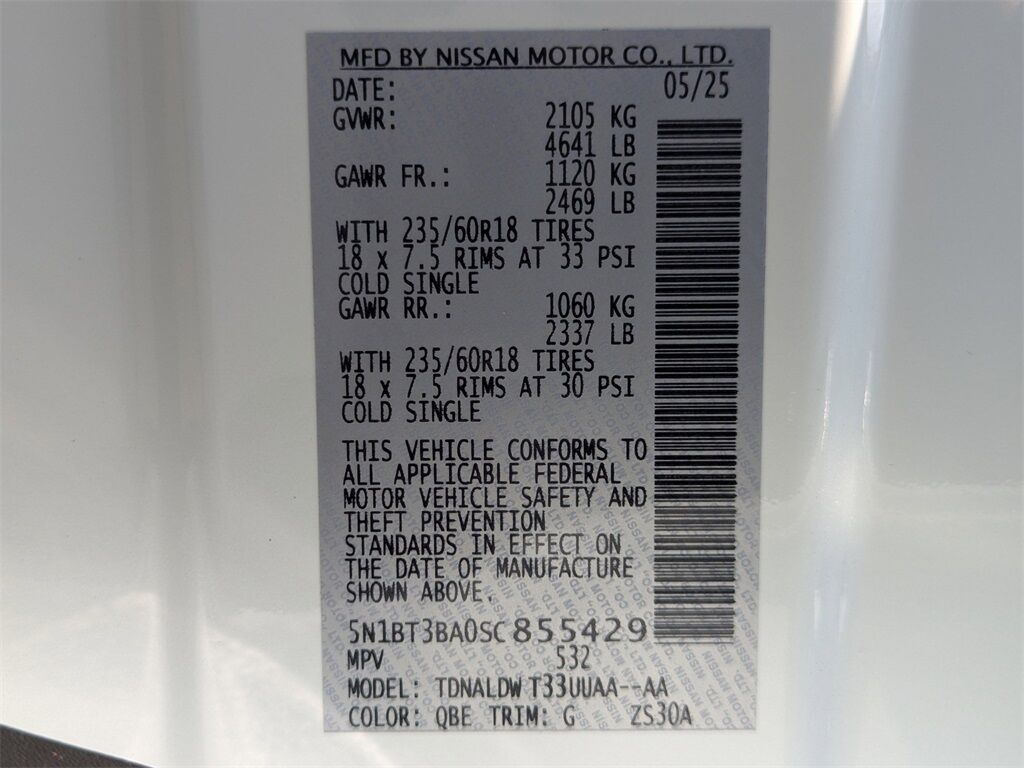 MFD BY NISSAN MOTOR CO., LTD.
DATE: 05/25
GVWR: 2105 KG
4641 LB
GAWR FR.: 1120 KG
2469 LB
WITH 235/60R18 TIRES
18 x 7.5 RIMS AT 33 PSI
COLD SINGLE
GAWR RR.: 1060 KG
2337 LB
WITH 235/60R18 TIRES
18 x 7.5 RIMS AT 30 PSI
COLD SINGLE
THIS VEHICLE CONFORMS TO
ALL APPLICABLE FEDERAL
MOTOR VEHICLE SAFETY AND
THEFT PREVENTION
STANDARDS IN EFFECT ON
THE DATE OF MANUFACTURE
SHOWN ABOVE.
5N1BT3BA0SC855429
MPV 532
MODEL: TDNALDW T33UUAA--AA
COLOR: QBE TRIM: G ZS30A